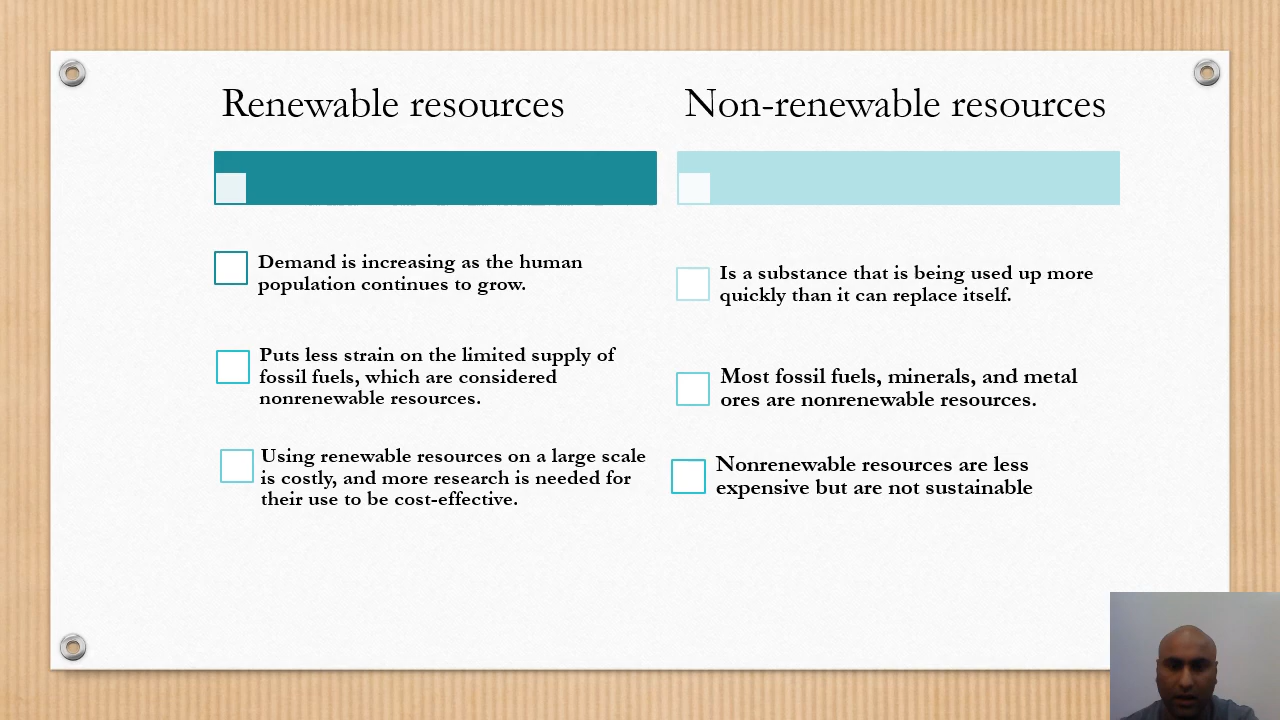 Renewable resources
Demand is increasing as the human
population continues to grow.
Puts less strain on the limited supply of
fossil fuels, which are considered
nonrenewable resources.
Using renewable resources on a large scale
is costly, and more research is needed for
their use to be cost-effective.
Non-renewable resources
Is a substance that is being used up more
quickly than it can replace itself.
Most fossil fuels, minerals, and metal
ores are nonrenewable resources.
Nonrenewable resources are less
expensive but are not sustainable